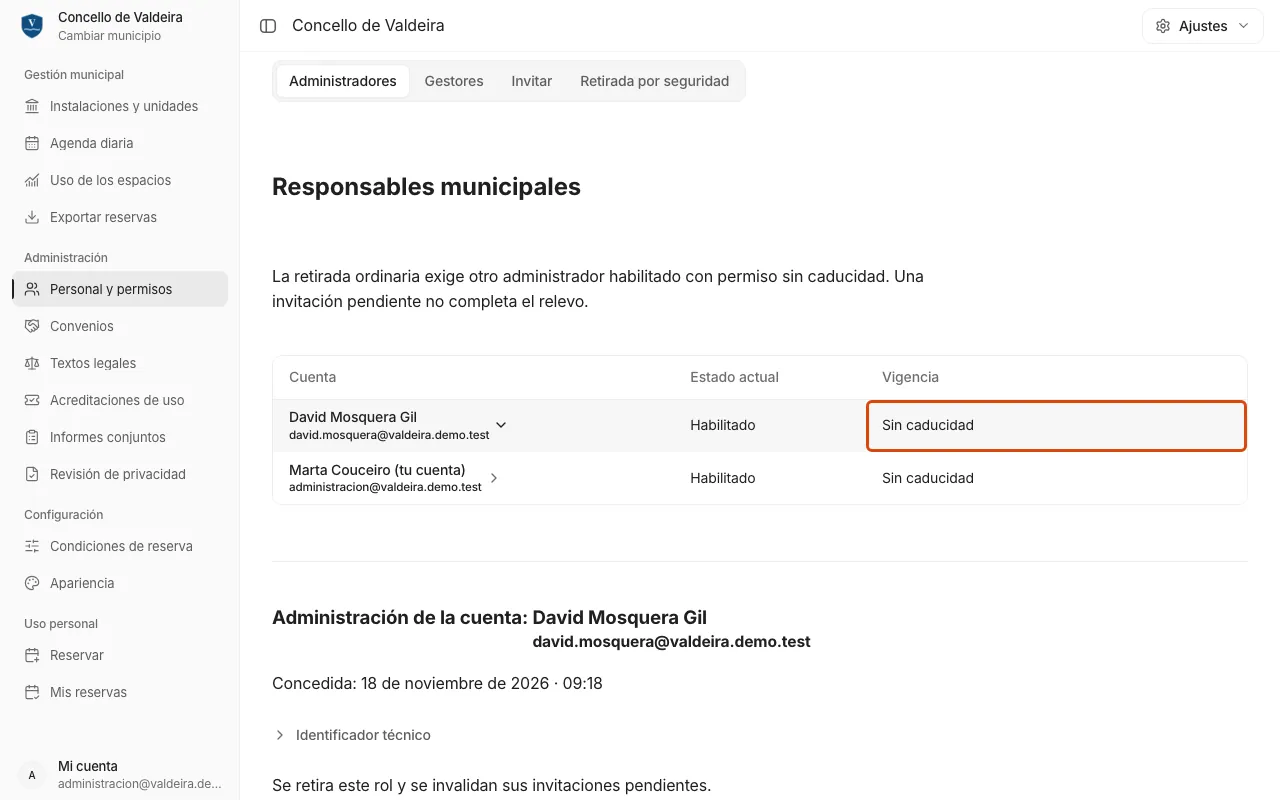 Concello de Valdeira
Cambiar municipio
Gestión municipal
Instalaciones y unidades
Agenda diaria
Uso de los espacios
Exportar reservas
Administración
Personal y permisos
Convenios
Textos legales
Acreditaciones de uso
Informes conjuntos
Revisión de privacidad
Configuración
Condiciones de reserva
Apariencia
Uso personal
Reservar
Mis reservas
A
Mi cuenta
administracion@valdeira.de...
Concello de Valdeira
Ajustes
Administradores Gestores Invitar Retirada por seguridad
Responsables municipales
La retirada ordinaria exige otro administrador habilitado con permiso sin caducidad. Una
invitación pendiente no completa el relevo.
Cuenta Estado actual Vigencia
David Mosquera Gil
david.mosquera@valdeira.demo.test
Habilitado
Sin caducidad
Marta Couceiro (tu cuenta)
administracion@valdeira.demo.test
Habilitado
Sin caducidad
Administración de la cuenta: David Mosquera Gil
david.mosquera@valdeira.demo.test
Concedida: 18 de noviembre de 2026 · 09:18
Identificador técnico
Se retira este rol y se invalidan sus invitaciones pendientes.